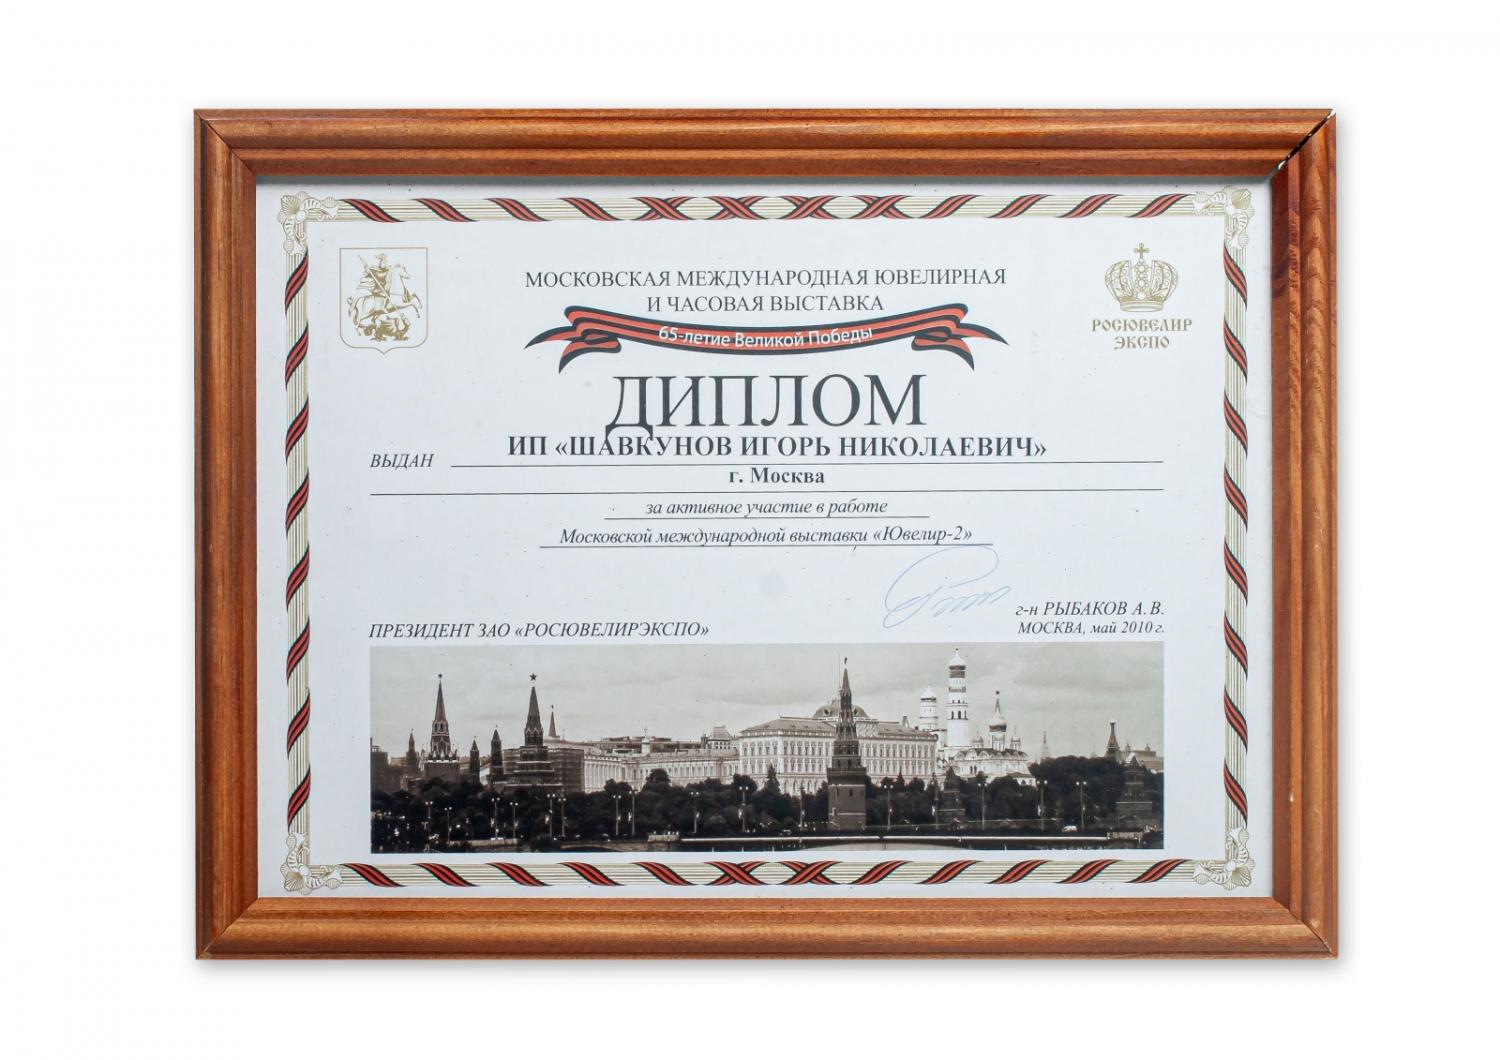 МОСКОВСКАЯ МЕЖДУНАРОДНАЯ ЮВЕЛИРНАЯ
И ЧАСОВАЯ ВЫСТАВКА
65-летие Великой Победы
РОСЮВЕЛИР
ЭКСПО
ДИПЛОМ
ВЫДАН ИП «ШАВКУНОВ ИГОРЬ НИКОЛАЕВИЧ»
г. Москва
за активное участие в работе
Московской международной выставки «Ювелир-2»
г-н РЫБАКОВ А. В.
ПРЕЗИДЕНТ ЗАО «РОСЮВЕЛИРЭКСПО» МОСКВА, май 2010 г.